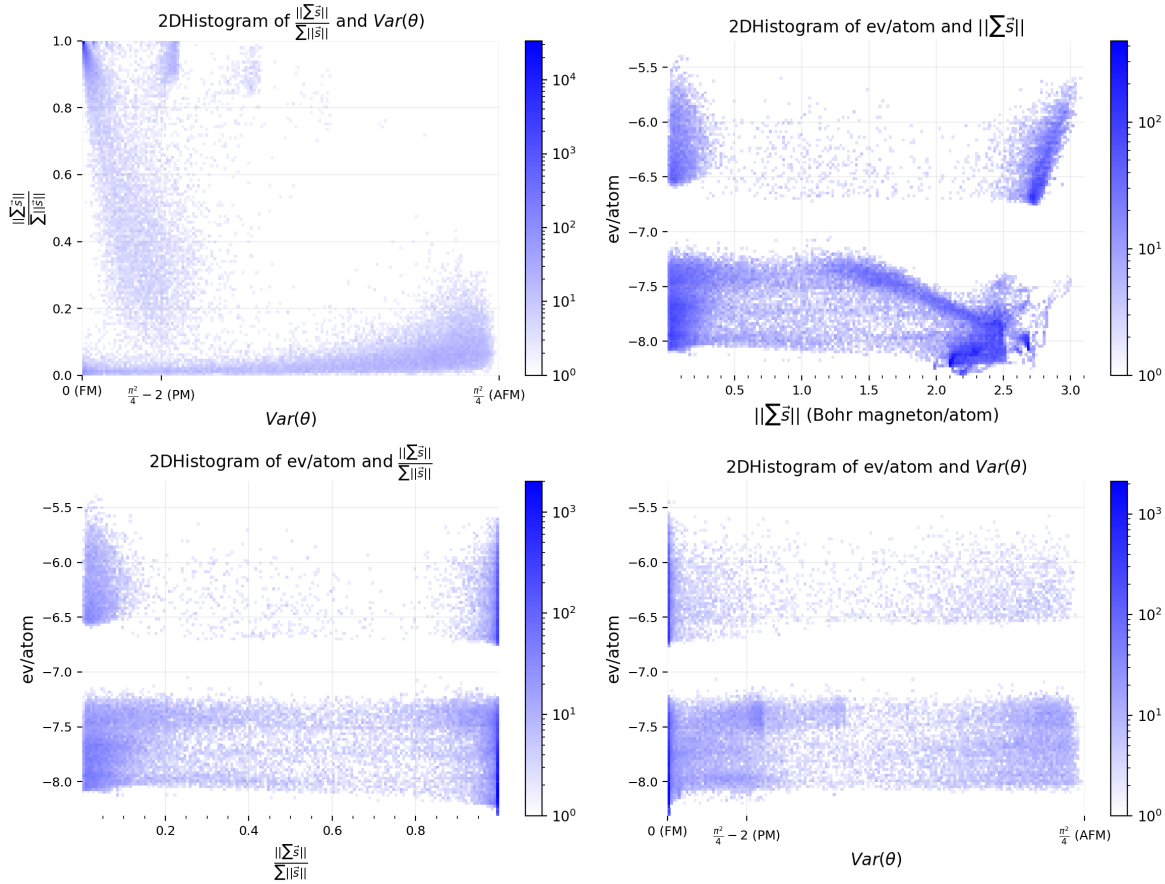 2DHistogram of ||∑s⃗|| / ∑||s⃗|| and Var(θ)
1.0
0.8
0.6
0.4
0.2
0.0
||∑s⃗|| / ∑||s⃗||
0 (FM)
π²/4 − 2 (PM)
π²/4 (AFM)
Var(θ)
10⁴
10³
10²
10¹
10⁰
2DHistogram of ev/atom and ||∑s⃗||
−5.5
−6.0
−6.5
−7.0
−7.5
−8.0
ev/atom
0.5 1.0 1.5 2.0 2.5 3.0
||∑s⃗|| (Bohr magneton/atom)
10²
10¹
10⁰
2DHistogram of ev/atom and ||∑s⃗|| / ∑||s⃗||
−5.5
−6.0
−6.5
−7.0
−7.5
−8.0
ev/atom
0.2 0.4 0.6 0.8
||∑s⃗|| / ∑||s⃗||
10³
10²
10¹
10⁰
2DHistogram of ev/atom and Var(θ)
−5.5
−6.0
−6.5
−7.0
−7.5
−8.0
ev/atom
0 (FM)
π²/4 − 2 (PM)
π²/4 (AFM)
Var(θ)
10³
10²
10¹
10⁰